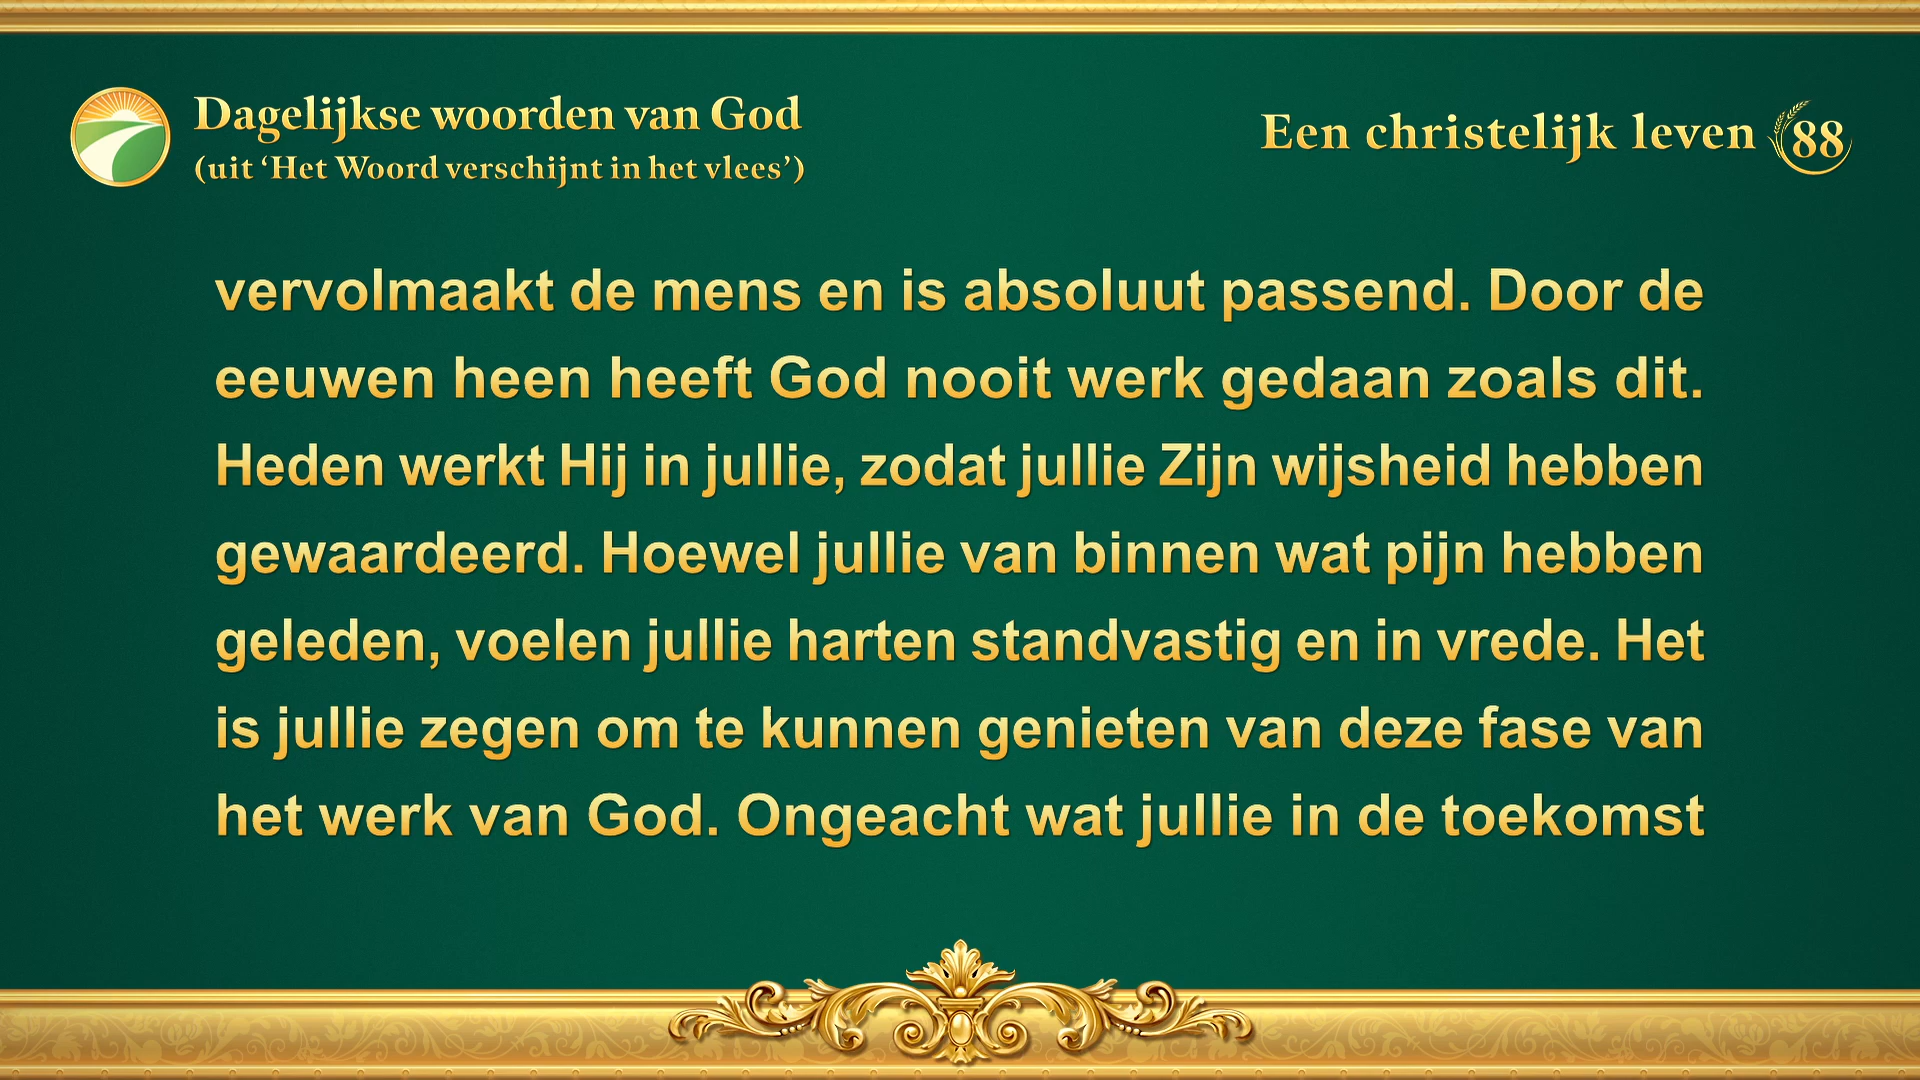 Dagelijkse woorden van God
(uit ‘Het Woord verschijnt in het vlees’)
Een christelijk leven 88
vervolmaakt de mens en is absoluut passend. Door de
eeuwen heen heeft God nooit werk gedaan zoals dit.
Heden werkt Hij in jullie, zodat jullie Zijn wijsheid hebben
gewaardeerd. Hoewel jullie van binnen wat pijn hebben
geleden, voelen jullie harten standvastig en in vrede. Het
is jullie zegen om te kunnen genieten van deze fase van
het werk van God. Ongeacht wat jullie in de toekomst